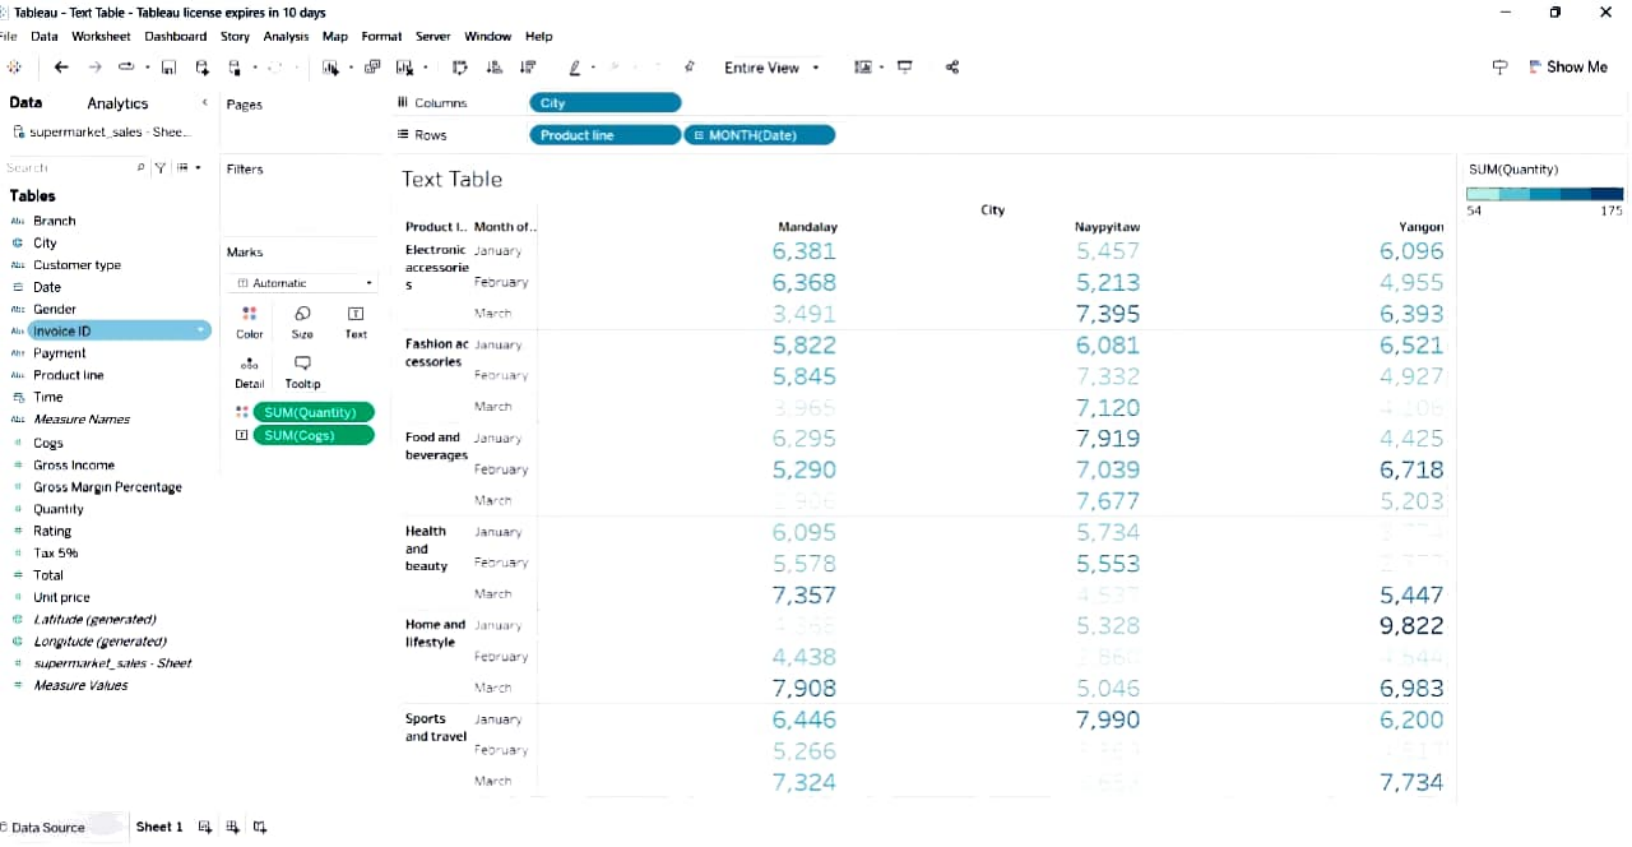 Tableau - Text Table - Tableau license expires in 10 days
File Data Worksheet Dashboard Story Analysis Map Format Server Window Help
Entire View
Show Me
Data Analytics
supermarket_sales - Shee...
Search
Tables
Branch
City
Customer type
Date
Gender
Invoice ID
Payment
Product line
Time
Measure Names
Cogs
Gross Income
Gross Margin Percentage
Quantity
Rating
Tax 5%
Total
Unit price
Latitude (generated)
Longitude (generated)
supermarket_sales - Sheet
Measure Values
Pages
Filters
Marks
Automatic
Color Size Text
Detail Tooltip
SUM(Quantity)
SUM(Cogs)
Columns City
Rows Product line MONTH(Date)
Text Table
City
Product l.. Month of.. Mandalay Naypyitaw Yangon
Electronic accessories
January 6,381 5,457 6,096
February 6,368 5,213 4,955
March 3,491 7,395 6,393
Fashion accessories
January 5,822 6,081 6,521
February 5,845 7,332 4,927
March 3,965 7,120
Food and beverages
January 6,295 7,919 4,425
February 5,290 7,039 6,718
March 7,677 5,203
Health and beauty
January 6,095 5,734
February 5,578 5,553
March 7,357 4,537 5,447
Home and lifestyle
January 5,328 9,822
February 4,438
March 7,908 5,046 6,983
Sports and travel
January 6,446 7,990 6,200
February 5,266
March 7,324 7,734
SUM(Quantity)
54 175
Data Source Sheet 1